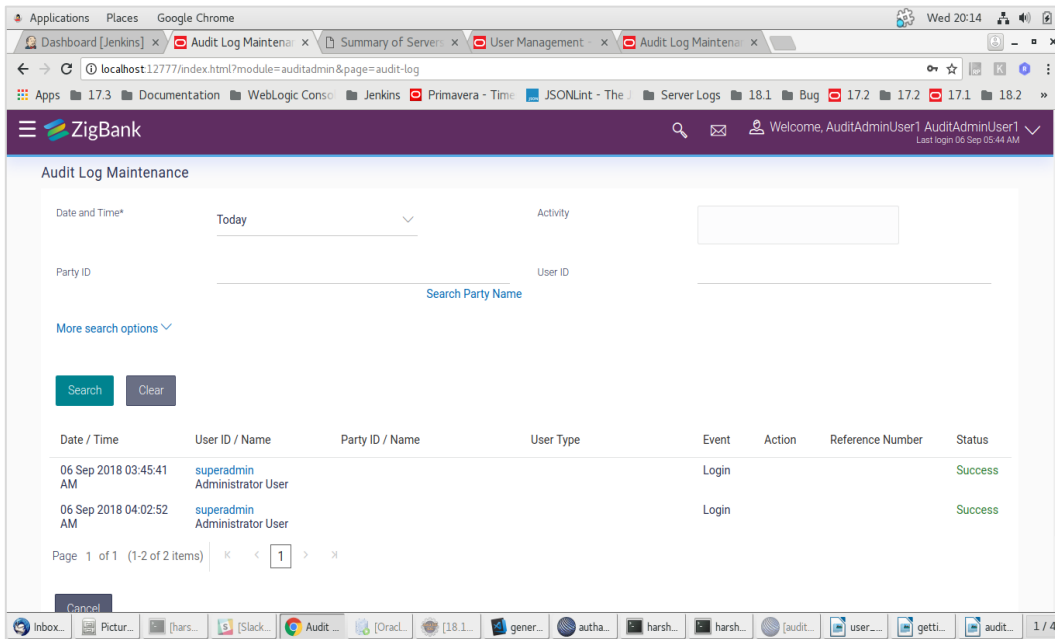 Applications Places Google Chrome Wed 20:14
Dashboard [Jenkins] × Audit Log Maintenan × Summary of Servers × User Management - × Audit Log Maintenan ×
localhost:12777/index.html?module=auditadmin&page=audit-log
Apps 17.3 Documentation WebLogic Conso Jenkins Primavera - Time JSONLint - The J Server Logs 18.1 Bug 17.2 17.2 17.1 18.2 »
ZigBank Welcome, AuditAdminUser1 AuditAdminUser1
Last login 06 Sep 05:44 AM
Audit Log Maintenance
Date and Time* Today Activity
Party ID User ID
Search Party Name
More search options
Search Clear
Date / Time User ID / Name Party ID / Name User Type Event Action Reference Number Status
06 Sep 2018 03:45:41 superadmin Login Success
AM Administrator User
06 Sep 2018 04:02:52 superadmin Login Success
AM Administrator User
Page 1 of 1 (1-2 of 2 items) 1
Cancel
Inbox... Pictur... [hars... [Slack... Audit ... [Oracl... [18.1... gener... autha... harsh... harsh... [audit... user_... getti... audit... 1 / 4